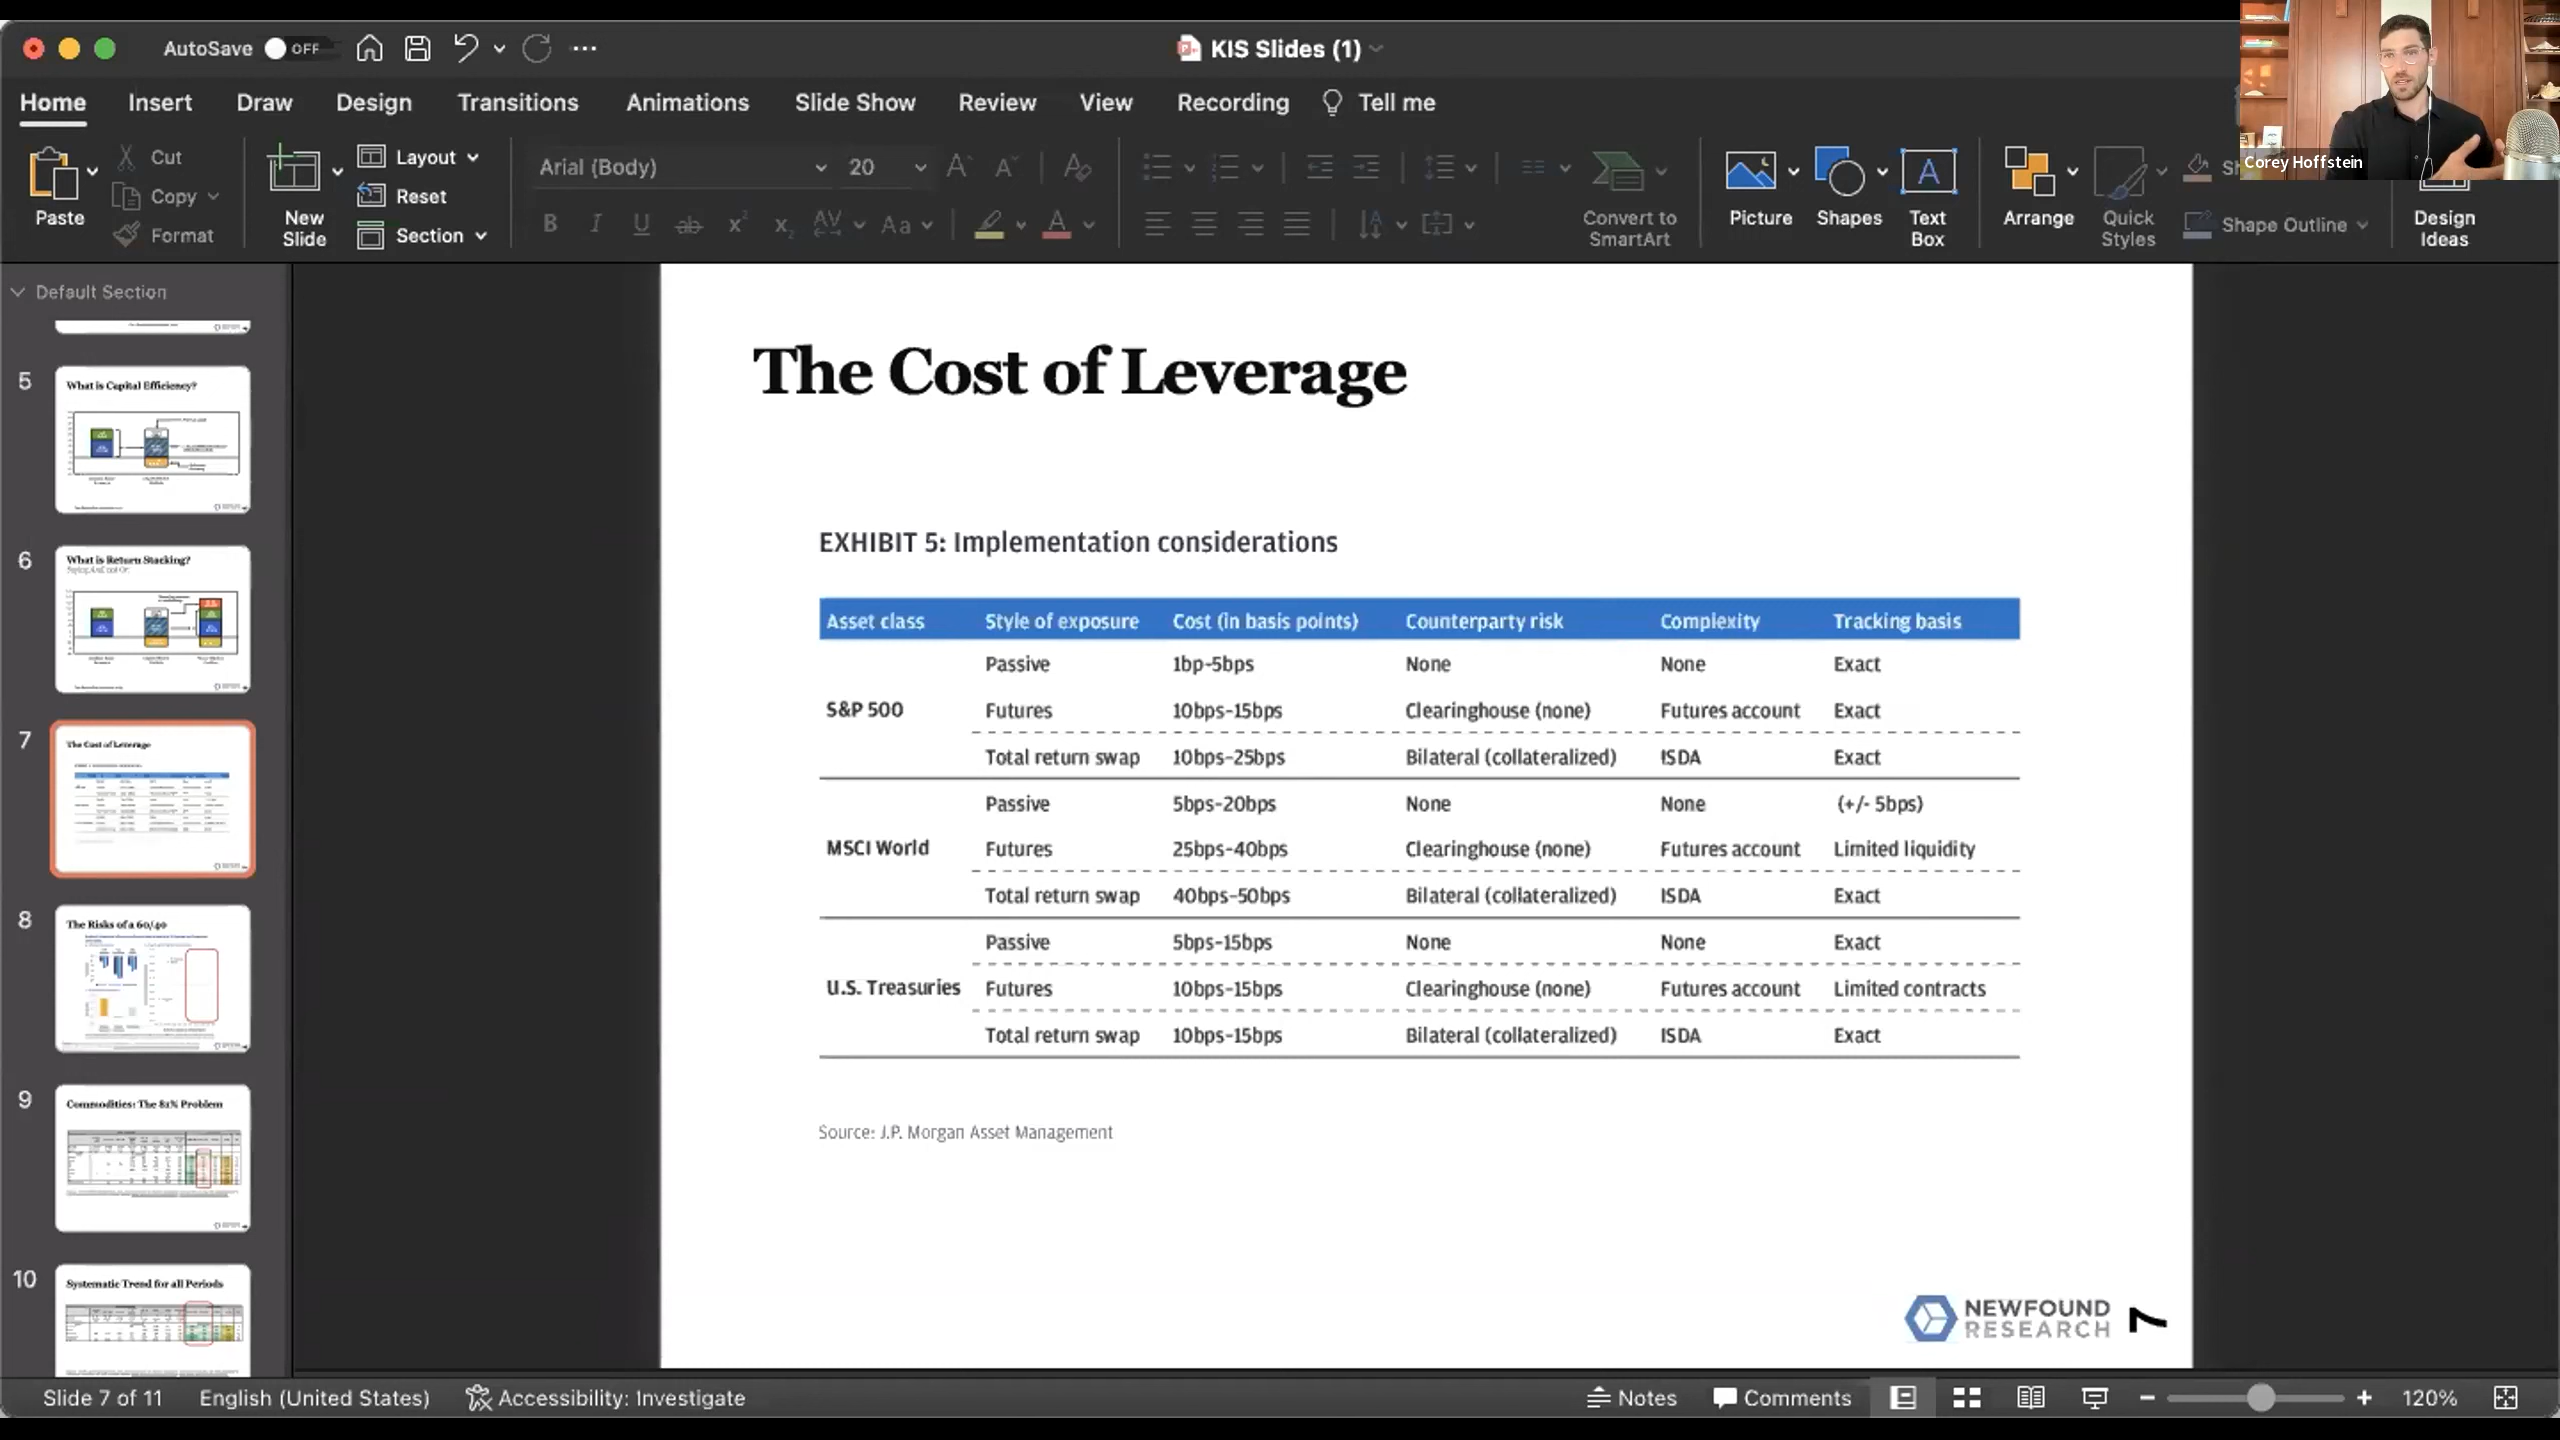 AutoSave OFF
KIS Slides (1)
Home Insert Draw Design Transitions Animations Slide Show Review View Recording Tell me
Paste
Cut
Copy
Format
New Slide
Layout
Reset
Section
Arial (Body) 20
Convert to SmartArt
Picture
Shapes
Text Box
Arrange
Quick Styles
Shape Outline
Design Ideas
Corey Hoffstein
Default Section
5
What is Capital Efficiency?
6
What is Return Stacking?
7
The Cost of Leverage
8
The Risks of a 60/40
9
Commodities: The 81% Problem
10
Systematic Trend for all Periods
The Cost of Leverage
EXHIBIT 5: Implementation considerations
Asset class Style of exposure Cost (in basis points) Counterparty risk Complexity Tracking basis
S&P 500
Passive 1bp-5bps None None Exact
Futures 10bps-15bps Clearinghouse (none) Futures account Exact
Total return swap 10bps-25bps Bilateral (collateralized) ISDA Exact
MSCI World
Passive 5bps-20bps None None (+/- 5bps)
Futures 25bps-40bps Clearinghouse (none) Futures account Limited liquidity
Total return swap 40bps-50bps Bilateral (collateralized) ISDA Exact
U.S. Treasuries
Passive 5bps-15bps None None Exact
Futures 10bps-15bps Clearinghouse (none) Futures account Limited contracts
Total return swap 10bps-15bps Bilateral (collateralized) ISDA Exact
Source: J.P. Morgan Asset Management
NEWFOUND
RESEARCH
7
Slide 7 of 11 English (United States) Accessibility: Investigate Notes Comments 120%